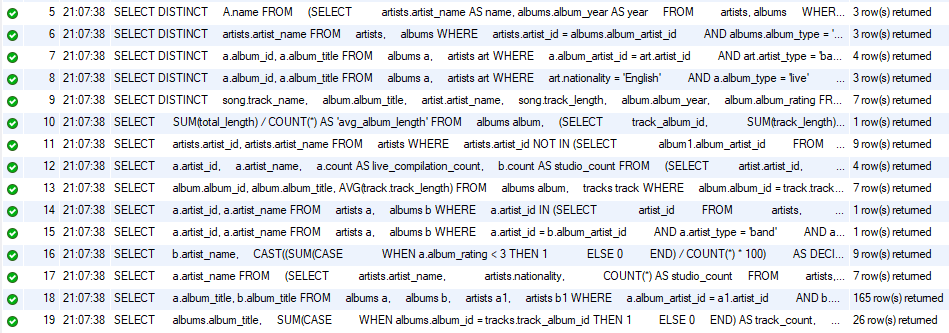 5 21:07:38 SELECT DISTINCT A.name FROM (SELECT artists.artist_name AS name, albums.album_year AS year FROM artists, albums WHER... 3 row(s) returned
6 21:07:38 SELECT DISTINCT artists.artist_name FROM artists, albums WHERE artists.artist_id = albums.album_artist_id AND albums.album_type = '... 3 row(s) returned
7 21:07:38 SELECT DISTINCT a.album_id, a.album_title FROM albums a, artists art WHERE a.album_artist_id = art.artist_id AND art.artist_type = 'ba... 4 row(s) returned
8 21:07:38 SELECT DISTINCT a.album_id, a.album_title FROM albums a, artists art WHERE art.nationality = 'English' AND a.album_type = 'live' ... 3 row(s) returned
9 21:07:38 SELECT DISTINCT song.track_name, album.album_title, artist.artist_name, song.track_length, album.album_year, album.album_rating FR... 7 row(s) returned
10 21:07:38 SELECT SUM(total_length) / COUNT(*) AS 'avg_album_length' FROM albums album, (SELECT track_album_id, SUM(track_length)... 1 row(s) returned
11 21:07:38 SELECT artists.artist_id, artists.artist_name FROM artists WHERE artists.artist_id NOT IN (SELECT album1.album_artist_id FROM ... 9 row(s) returned
12 21:07:38 SELECT a.artist_id, a.artist_name, a.count AS live_compilation_count, b.count AS studio_count FROM (SELECT artist.artist_id, ... 4 row(s) returned
13 21:07:38 SELECT album.album_id, album.album_title, AVG(track.track_length) FROM albums album, tracks track WHERE album.album_id = track.track... 7 row(s) returned
14 21:07:38 SELECT a.artist_id, a.artist_name FROM artists a, albums b WHERE a.artist_id IN (SELECT artist_id FROM artists, ... 1 row(s) returned
15 21:07:38 SELECT a.artist_id, a.artist_name FROM artists a, albums b WHERE a.artist_id = b.album_artist_id AND a.artist_type = 'band' AND a... 1 row(s) returned
16 21:07:38 SELECT b.artist_name, CAST((SUM(CASE WHEN a.album_rating < 3 THEN 1 ELSE 0 END) / COUNT(*) * 100) AS DECI... 9 row(s) returned
17 21:07:38 SELECT a.artist_name FROM (SELECT artists.artist_name, artists.nationality, COUNT(*) AS studio_count FROM artists,... 7 row(s) returned
18 21:07:38 SELECT a.album_title, b.album_title FROM albums a, albums b, artists a1, artists b1 WHERE a.album_artist_id = a1.artist_id AND b.... 165 row(s) returned
19 21:07:38 SELECT albums.album_title, SUM(CASE WHEN albums.album_id = tracks.track_album_id THEN 1 ELSE 0 END) AS track_count, ... 26 row(s) returned